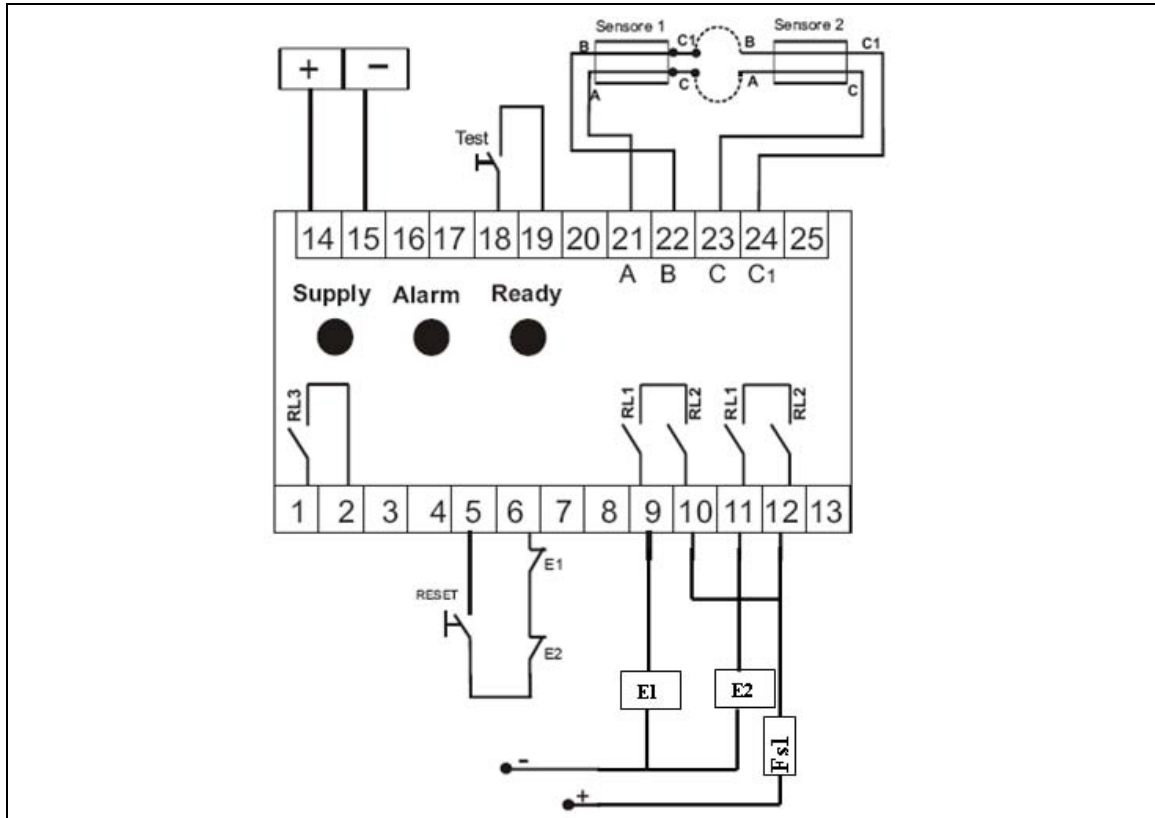 Sensore 1
Sensore 2
B
C1
B
C1
A
C
A
C
+ -
Test
14 15 16 17 18 19 20 21 22 23 24 25
A B C C1
Supply Alarm Ready
RL3
RL1
RL2
RL1
RL2
1 2 3 4 5 6 7 8 9 10 11 12 13
E1
RESET
E2
E1
E2
Fs1
-
+